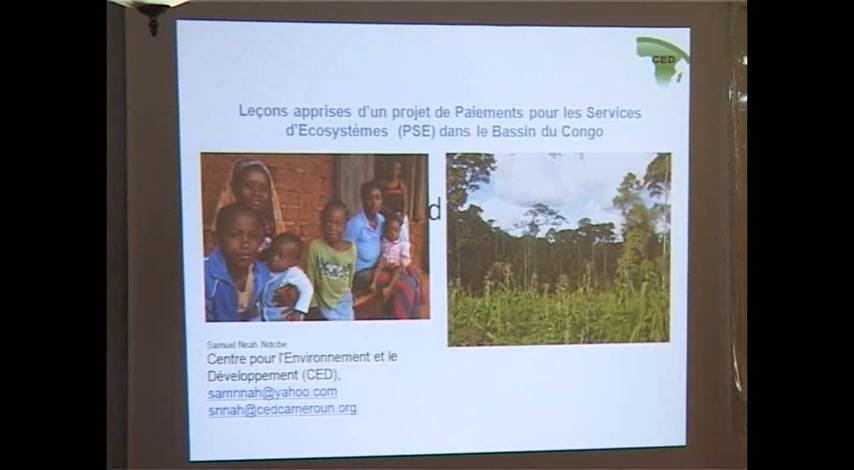 CED
Leçons apprises d'un projet de Paiements pour les Services
d'Ecosystèmes (PSE) dans le Bassin du Congo
d
Samuel Nnah Ndobe
Centre pour l'Environnement et le
Développement (CED),
samnnah@yahoo.com
snnah@cedcameroun.org